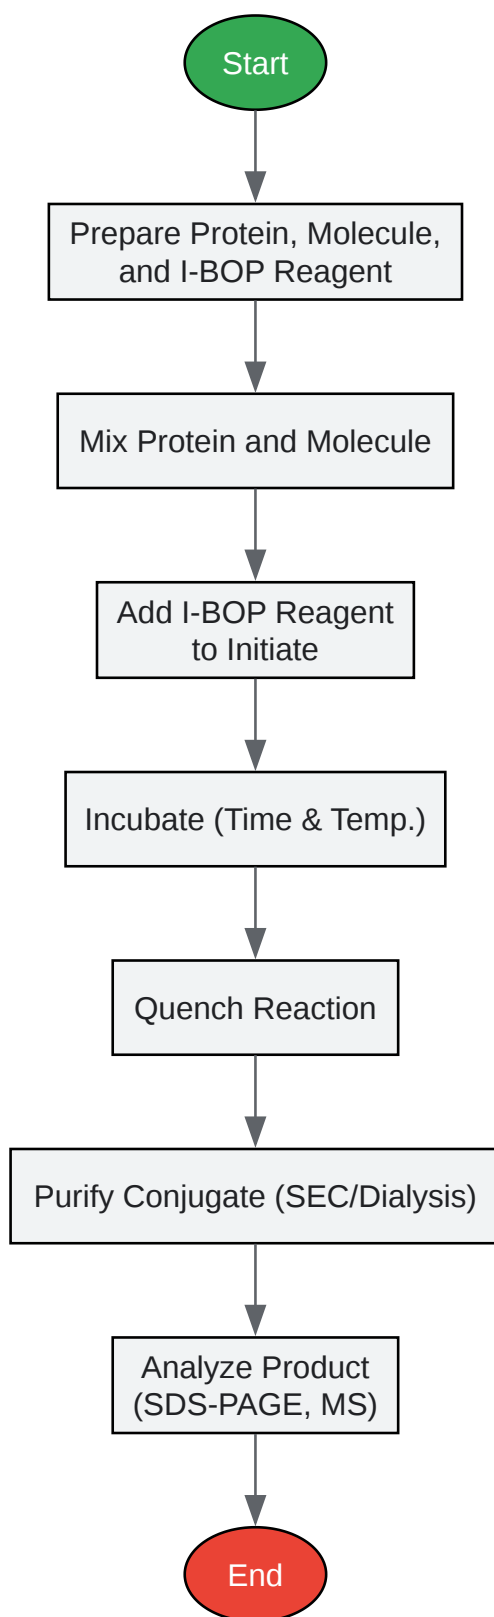 Start
Prepare Protein, Molecule,
and I-BOP Reagent
Mix Protein and Molecule
Add I-BOP Reagent
to Initiate
Incubate (Time & Temp.)
Quench Reaction
Purify Conjugate (SEC/Dialysis)
Analyze Product
(SDS-PAGE, MS)
End